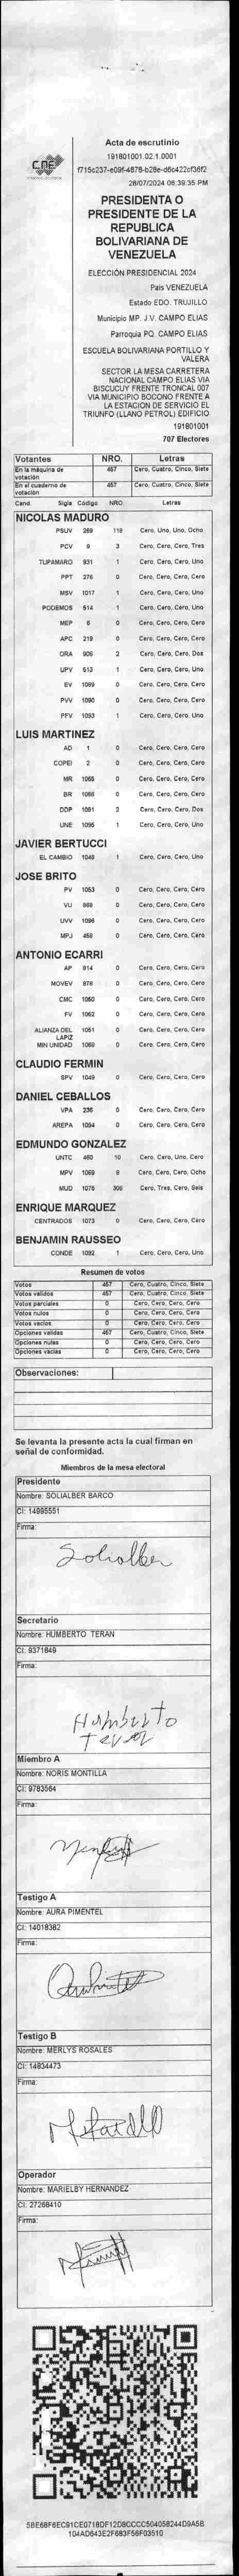 CNE
Acta de escrutinio
191801001.02.1.0001
f715c237-e09f-4878-b28e-d6c422cf36f2
28/07/2024 06:39:35 PM
PRESIDENTA O
PRESIDENTE DE LA
REPUBLICA
BOLIVARIANA DE
VENEZUELA
ELECCIÓN PRESIDENCIAL 2024
País VENEZUELA
Estado EDO. TRUJILLO
Municipio MP. J.V. CAMPO ELIAS
Parroquia PQ. CAMPO ELIAS
ESCUELA BOLIVARIANA PORTILLO Y
VALERA
SECTOR LA MESA CARRETERA
NACIONAL CAMPO ELIAS VIA
BISCUCUY FRENTE TRONCAL 007
VIA MUNICIPIO BOCONO FRENTE A
LA ESTACION DE SERVICIO EL
TRIUNFO (LLANO PETROL) EDIFICIO
191801001
707 Electores
Votantes NRO. Letras
En la máquina de votación 457 Cero, Cuatro, Cinco, Siete
En el cuaderno de votación 457 Cero, Cuatro, Cinco, Siete
Cand. Sigla Código NRO. Letras
NICOLAS MADURO
PSUV 269 118 Cero, Uno, Uno, Ocho
PCV 9 3 Cero, Cero, Cero, Tres
TUPAMARO 931 1 Cero, Cero, Cero, Uno
PPT 276 0 Cero, Cero, Cero, Cero
MSV 1017 1 Cero, Cero, Cero, Uno
PODEMOS 514 1 Cero, Cero, Cero, Uno
MEP 6 0 Cero, Cero, Cero, Cero
APC 219 0 Cero, Cero, Cero, Cero
ORA 906 2 Cero, Cero, Cero, Dos
UPV 513 1 Cero, Cero, Cero, Uno
EV 1089 0 Cero, Cero, Cero, Cero
PVV 1090 0 Cero, Cero, Cero, Cero
PFV 1093 1 Cero, Cero, Cero, Uno
LUIS MARTINEZ
AD 1 0 Cero, Cero, Cero, Cero
COPEI 2 0 Cero, Cero, Cero, Cero
MR 1065 0 Cero, Cero, Cero, Cero
BR 1066 0 Cero, Cero, Cero, Cero
DDP 1091 2 Cero, Cero, Cero, Dos
UNE 1095 1 Cero, Cero, Cero, Uno
JAVIER BERTUCCI
EL CAMBIO 1048 1 Cero, Cero, Cero, Uno
JOSE BRITO
PV 1053 0 Cero, Cero, Cero, Cero
VU 868 0 Cero, Cero, Cero, Cero
UVV 1096 0 Cero, Cero, Cero, Cero
MPJ 458 0 Cero, Cero, Cero, Cero
ANTONIO ECARRI
AP 914 0 Cero, Cero, Cero, Cero
MOVEV 878 0 Cero, Cero, Cero, Cero
CMC 1050 0 Cero, Cero, Cero, Cero
FV 1052 0 Cero, Cero, Cero, Cero
ALIANZA DEL LAPIZ 1051 0 Cero, Cero, Cero, Cero
MIN UNIDAD 1068 0 Cero, Cero, Cero, Cero
CLAUDIO FERMIN
SPV 1049 0 Cero, Cero, Cero, Cero
DANIEL CEBALLOS
VPA 236 0 Cero, Cero, Cero, Cero
AREPA 1094 0 Cero, Cero, Cero, Cero
EDMUNDO GONZALEZ
UNTC 460 10 Cero, Cero, Uno, Cero
MPV 1069 8 Cero, Cero, Cero, Ocho
MUD 1075 306 Cero, Tres, Cero, Seis
ENRIQUE MARQUEZ
CENTRADOS 1073 0 Cero, Cero, Cero, Cero
BENJAMIN RAUSSEO
CONDE 1092 1 Cero, Cero, Cero, Uno
Resumen de votos
Votos 457 Cero, Cuatro, Cinco, Siete
Votos validos 457 Cero, Cuatro, Cinco, Siete
Votos parciales 0 Cero, Cero, Cero, Cero
Votos nulos 0 Cero, Cero, Cero, Cero
Votos vacios 0 Cero, Cero, Cero, Cero
Opciones validas 457 Cero, Cuatro, Cinco, Siete
Opciones nulas 0 Cero, Cero, Cero, Cero
Opciones vacias 0 Cero, Cero, Cero, Cero
Observaciones:
Se levanta la presente acta la cual firman en
señal de conformidad.
Miembros de la mesa electoral
Presidente
Nombre: SOLIALBER BARCO
CI: 14995551
Firma:
Solialber
Secretario
Nombre: HUMBERTO TERAN
CI: 9371849
Firma:
Humberto
Teran
Miembro A
Nombre: NORIS MONTILLA
CI: 9783564
Firma:
Testigo A
Nombre: AURA PIMENTEL
CI: 14018382
Firma:
Testigo B
Nombre: MERLYS ROSALES
CI: 14834473
Firma:
Operador
Nombre: MARIELBY HERNANDEZ
CI: 27268410
Firma:
5BE68F6EC91CE0718DF12D8CCCC504058244D9A5B
104AD643E2F683F56F03510